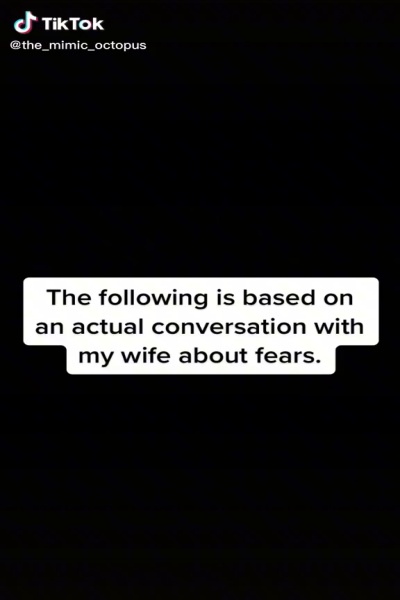 TikTok
@the_mimic_octopus
The following is based on
an actual conversation with
my wife about fears.